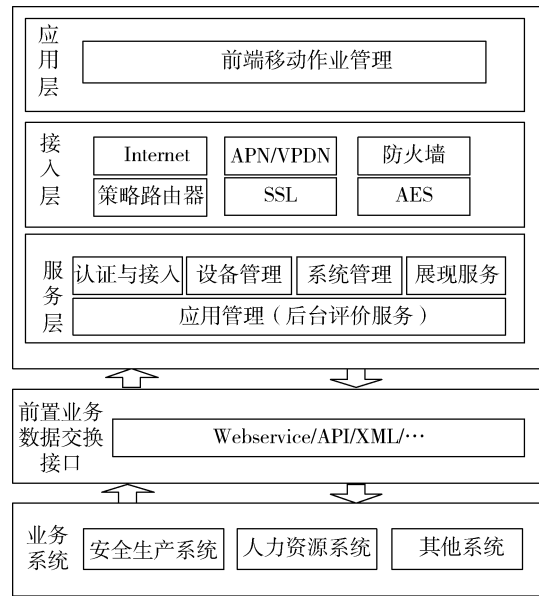 应用层
前端移动作业管理
接入层
Internet
APN/VPDN
防火墙
策略路由器
SSL
AES
服务层
认证与接入
设备管理
系统管理
展现服务
应用管理（后台评价服务）
前置业务
数据交换
接口
Webservice/API/XML/…
业务
系统
安全生产系统
人力资源系统
其他系统